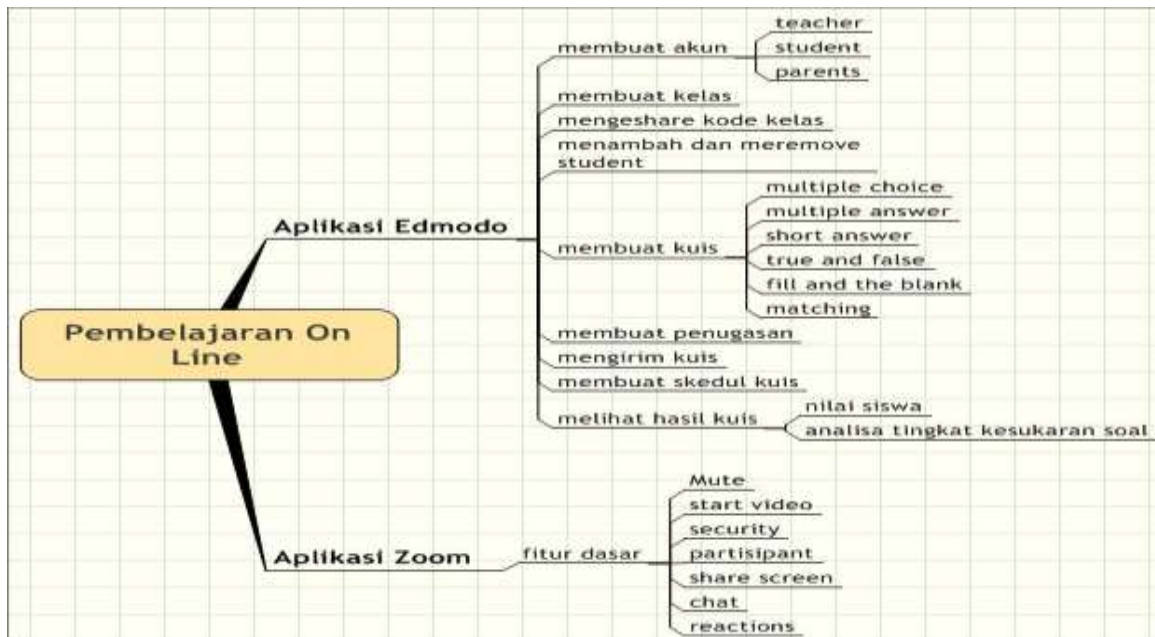 Pembelajaran On
Line
Aplikasi Edmodo
membuat akun
teacher
student
parents
membuat kelas
mengeshare kode kelas
menambah dan meremove
student
membuat kuis
multiple choice
multiple answer
short answer
true and false
fill and the blank
matching
membuat penugasan
mengirim kuis
membuat skedul kuis
melihat hasil kuis
nilai siswa
analisa tingkat kesukaran soal
Aplikasi Zoom
fitur dasar
Mute
start video
security
partisipant
share screen
chat
reactions